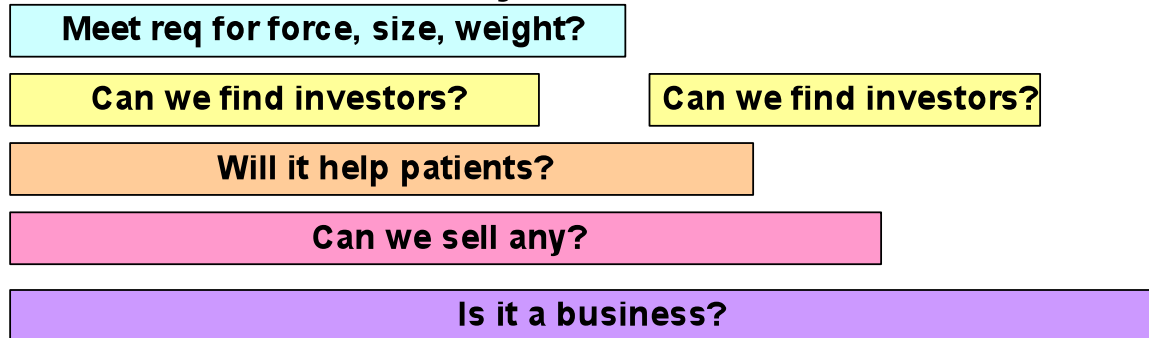 Meet req for force, size, weight?
Can we find investors? Can we find investors?
Will it help patients?
Can we sell any?
Is it a business?